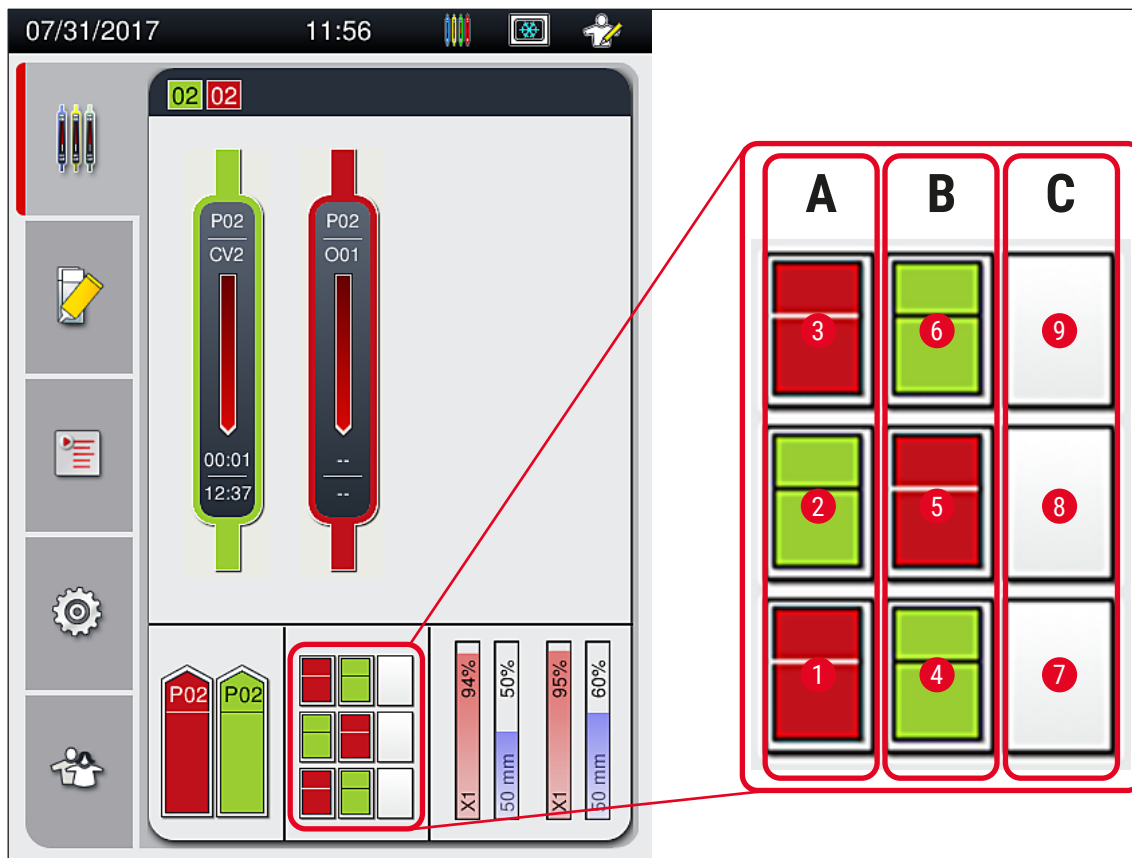 07/31/2017 11:56
02 02
P02 P02
CV2 O01
00:01 --
12:37 --
P02 P02
X1 94%
50 mm 50%
X1 95%
50 mm 60%
A B C
3 6 9
2 5 8
1 4 7